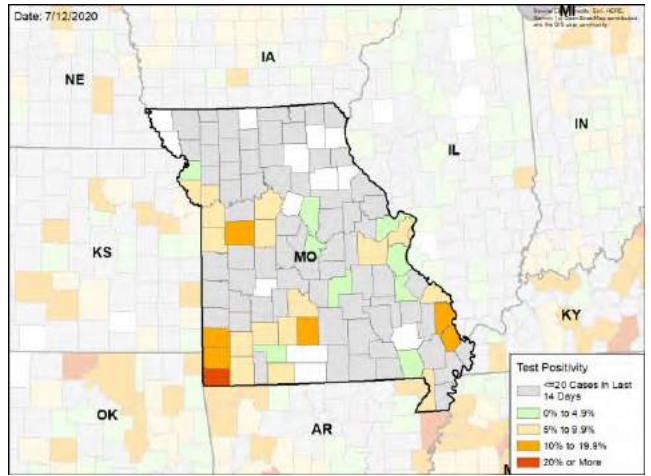 Date: 7/12/2020
MI
NE
IA
IL
IN
KS
MO
KY
OK
AR
Test Positivity
<=20 Cases in Last
14 Days
0% to 4.9%
5% to 9.9%
10% to 19.9%
20% or More